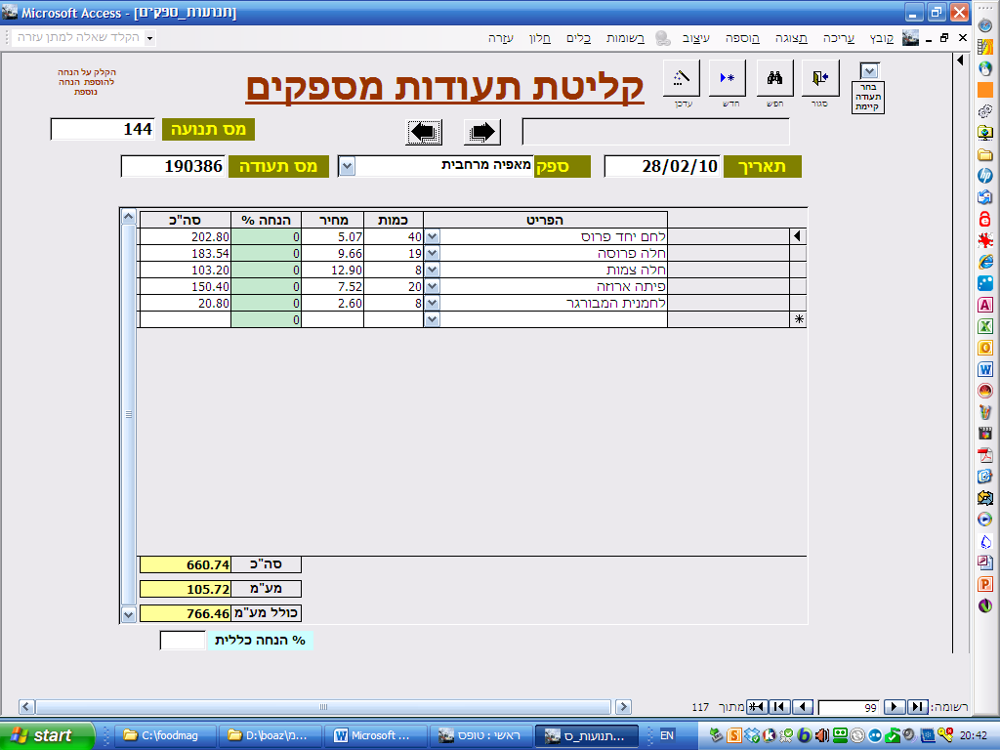 Microsoft Access - [תנועות_ספקים]
קובץ עריכה תצוגה הוספה עיצוב רשומות כלים חלון עזרה
הקלד שאלה למתן עזרה
הקלק על הנחה
להוספת הנחה
נוספת
קליטת תעודות מספקים
עדכן חדש חפש סגור
בחר
תעודה
קיימת
מס תנועה 144
תאריך 28/02/10 ספק מאפיה מרחבית מס תעודה 190386
הפריט כמות מחיר הנחה % סה"כ
לחם יחד פרוס 40 5.07 0 202.80
חלה פרוסה 19 9.66 0 183.54
חלה צמות 8 12.90 0 103.20
פיתה ארוזה 20 7.52 0 150.40
לחמנית המבורגר 8 2.60 0 20.80
0
סה"כ 660.74
מע"מ 105.72
כולל מע"מ 766.46
% הנחה כללית
רשומה: 99 מתוך 117
start C:\foodmag D:\boaz\מ... Microsoft ... ראשי : טופס תנועות_ס... EN 20:42